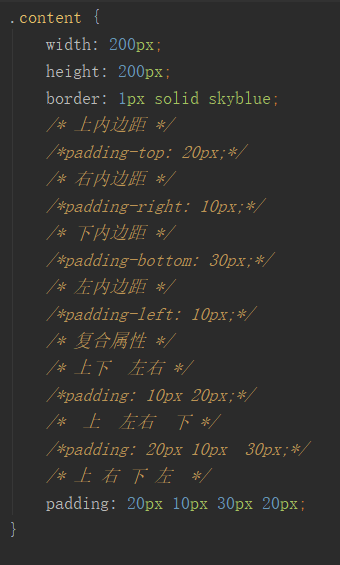 .content {
    width: 200px;
    height: 200px;
    border: 1px solid skyblue;
    /* 上内边距 */
    /*padding-top: 20px;*/
    /* 右内边距 */
    /*padding-right: 10px;*/
    /* 下内边距 */
    /*padding-bottom: 30px;*/
    /* 左内边距 */
    /*padding-left: 10px;*/
    /* 复合属性 */
    /* 上下  左右 */
    /*padding: 10px 20px;*/
    /*  上  左右  下 */
    /*padding: 20px 10px  30px;*/
    /* 上 右 下 左  */
    padding: 20px 10px 30px 20px;
}